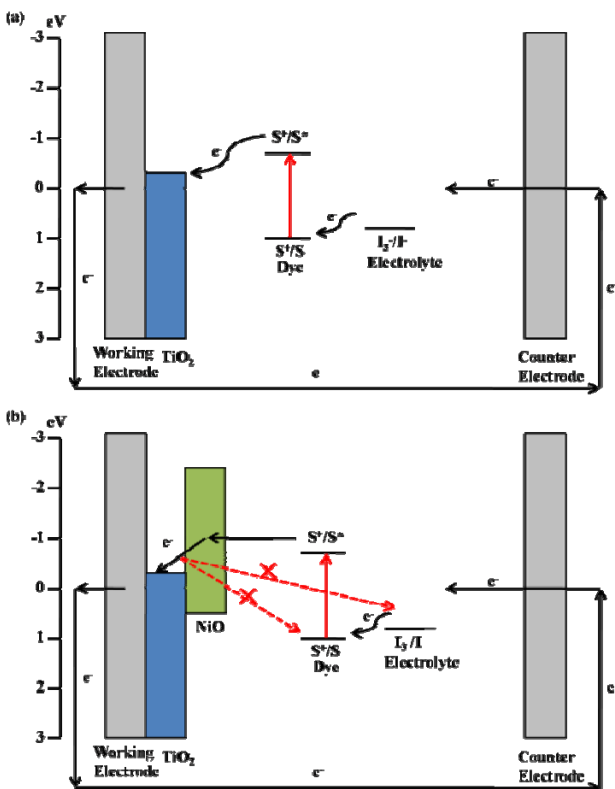 (a)
eV
-3
-2
-1
0
1
2
3
S⁺/S*
e⁻
e⁻
e⁻
S⁺/S
Dye
I₃⁻/I⁻
Electrolyte
e⁻
e
Working
Electrode
TiO₂
Counter
Electrode
e
(b)
eV
-3
-2
-1
0
1
2
3
e⁻
S⁺/S*
e⁻
NiO
e⁻
S⁺/S
Dye
I₃/I
Electrolyte
e⁻
e
Working
Electrode
TiO₂
Counter
Electrode
e⁻